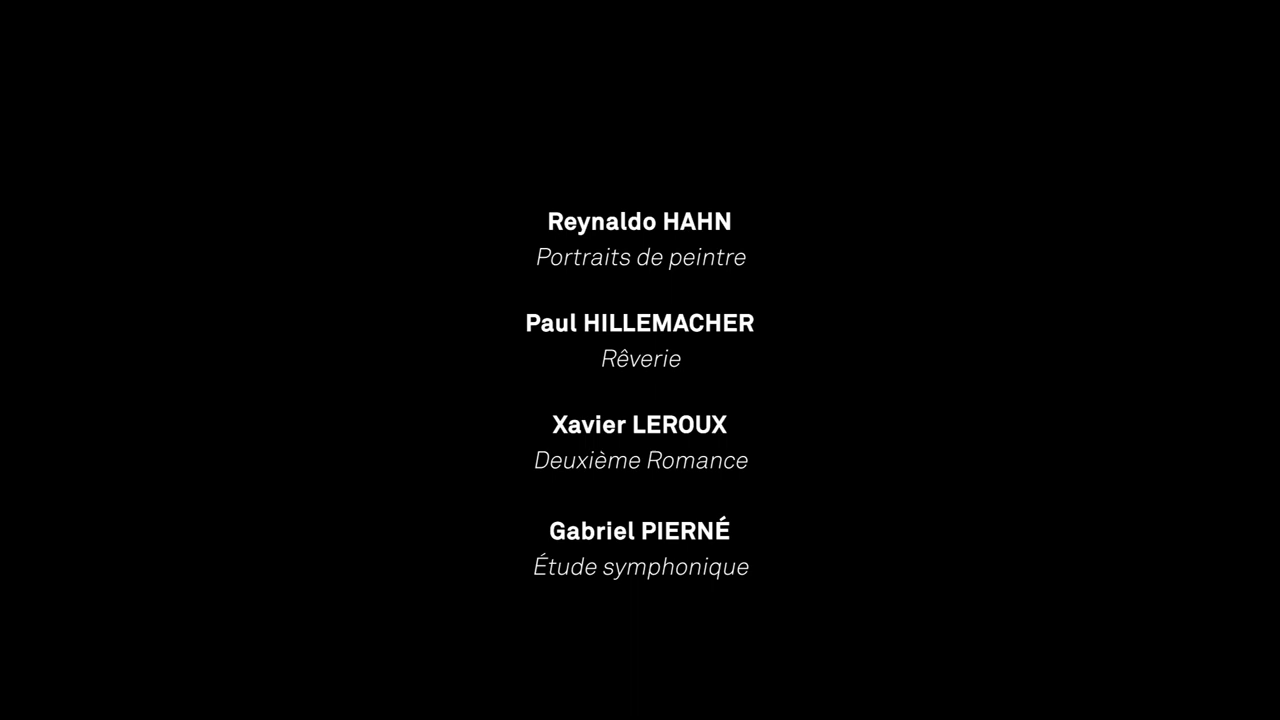 Reynaldo HAHN
Portraits de peintre
Paul HILLEMACHER
Rêverie
Xavier LEROUX
Deuxième Romance
Gabriel PIERNÉ
Étude symphonique